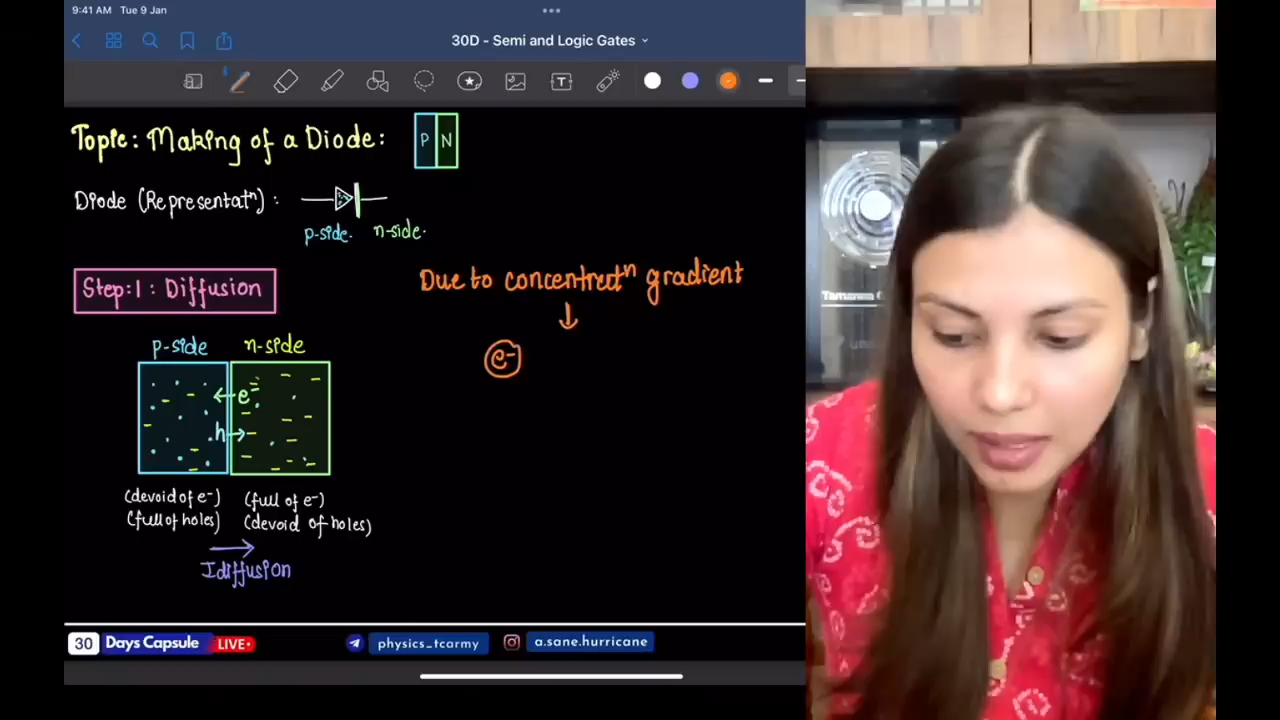 9:41 AM Tue 9 Jan
30D - Semi and Logic Gates
Topic: Making of a Diode: P N
Diode (Representatⁿ):
p-side. n-side.
Due to concentratⁿ gradient
Step:1: Diffusion
e⁻
p-side n-side
e⁻
h
(devoid of e⁻) (full of e⁻)
(full of holes) (devoid of holes)
Idiffusion
30 Days Capsule LIVE physics_tcarmy a.sane.hurricane